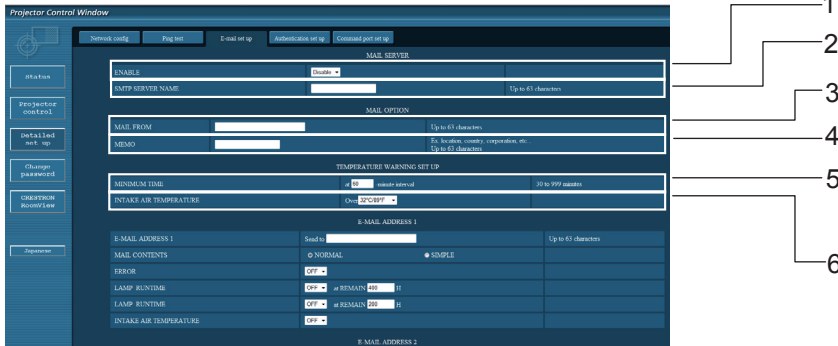 Projector Control Window
Network config Ping test E-mail set up Authentication set up Command port set up
MAIL SERVER
ENABLE Disable
SMTP SERVER NAME Up to 63 characters
MAIL OPTION
MAIL FROM Up to 63 characters
MEMO Ex. location, country, corporation, etc...
Up to 63 characters
TEMPERATURE WARNING SET UP
MINIMUM TIME at 60 minute interval 30 to 999 minutes
INTAKE AIR TEMPERATURE Over 32°C/89°F
E-MAIL ADDRESS 1
E-MAIL ADDRESS 1 Send to Up to 63 characters
MAIL CONTENTS NORMAL SIMPLE
ERROR OFF
LAMP RUNTIME OFF at REMAIN 400 H
LAMP RUNTIME OFF at REMAIN 200 H
INTAKE AIR TEMPERATURE OFF
E-MAIL ADDRESS 2
Status
Projector
control
Detailed
set up
Change
password
CRESTRON
RoomView
Japanese
1
2
3
4
5
6